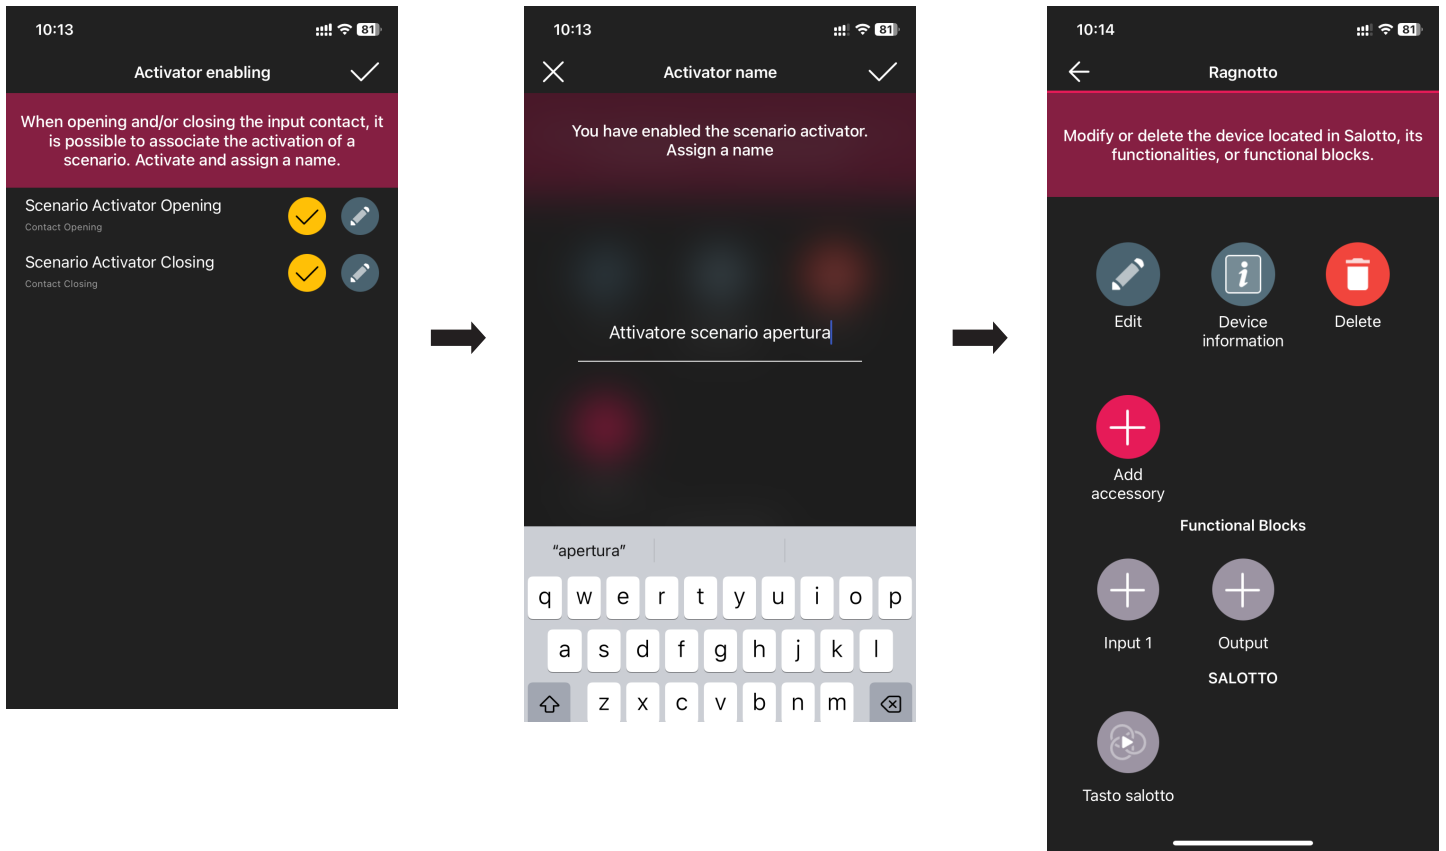 10:13
81
Activator enabling
When opening and/or closing the input contact, it
is possible to associate the activation of a
scenario. Activate and assign a name.
Scenario Activator Opening
Contact Opening
Scenario Activator Closing
Contact Closing
10:13
81
Activator name
You have enabled the scenario activator.
Assign a name
Attivatore scenario apertura
“apertura”
q w e r t y u i o p
a s d f g h j k l
z x c v b n m
10:14
81
Ragnotto
Modify or delete the device located in Salotto, its
functionalities, or functional blocks.
Edit
Device
information
Delete
Add
accessory
Functional Blocks
Input 1
Output
SALOTTO
Tasto salotto